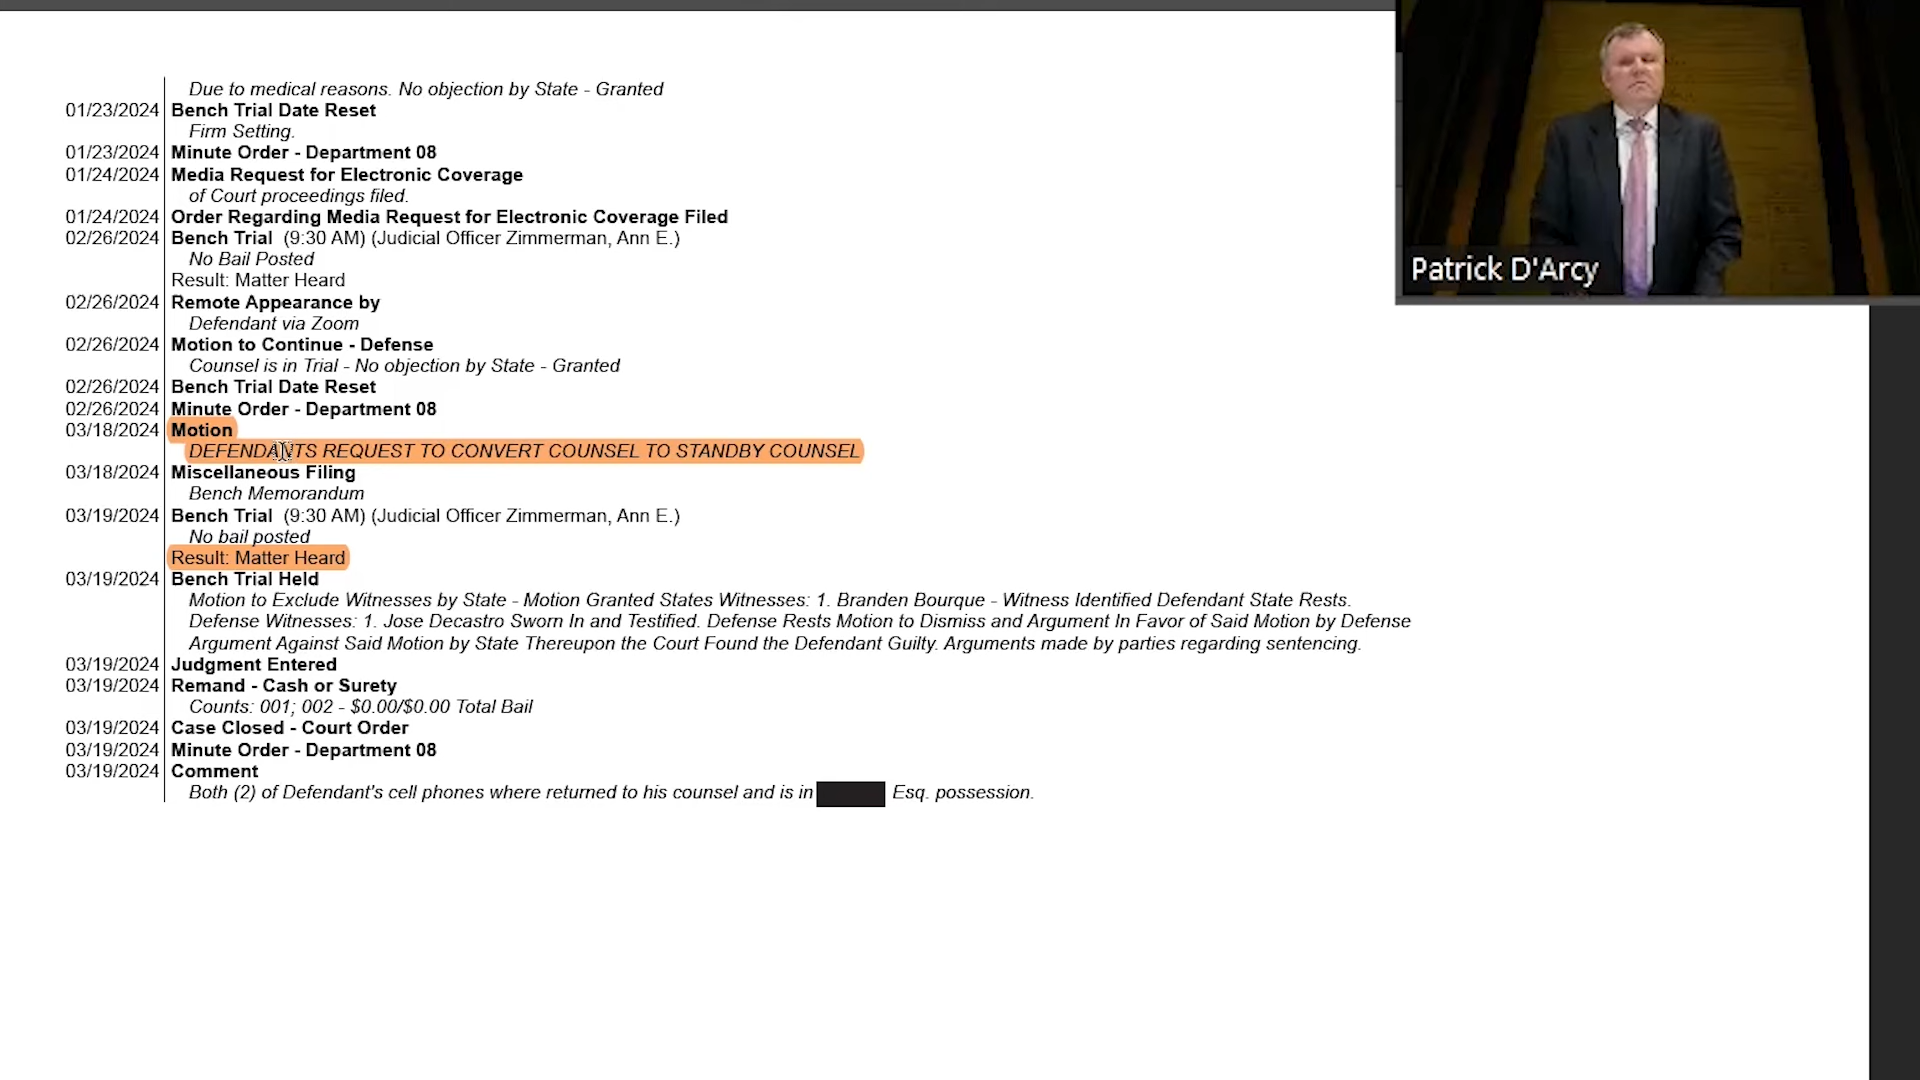 Due to medical reasons. No objection by State - Granted
01/23/2024 Bench Trial Date Reset
Firm Setting.
01/23/2024 Minute Order - Department 08
01/24/2024 Media Request for Electronic Coverage
of Court proceedings filed.
01/24/2024 Order Regarding Media Request for Electronic Coverage Filed
02/26/2024 Bench Trial (9:30 AM) (Judicial Officer Zimmerman, Ann E.)
No Bail Posted
Result: Matter Heard
02/26/2024 Remote Appearance by
Defendant via Zoom
02/26/2024 Motion to Continue - Defense
Counsel is in Trial - No objection by State - Granted
02/26/2024 Bench Trial Date Reset
02/26/2024 Minute Order - Department 08
03/18/2024 Motion
DEFENDANTS REQUEST TO CONVERT COUNSEL TO STANDBY COUNSEL
03/18/2024 Miscellaneous Filing
Bench Memorandum
03/19/2024 Bench Trial (9:30 AM) (Judicial Officer Zimmerman, Ann E.)
No bail posted
Result: Matter Heard
03/19/2024 Bench Trial Held
Motion to Exclude Witnesses by State - Motion Granted States Witnesses: 1. Branden Bourque - Witness Identified Defendant State Rests.
Defense Witnesses: 1. Jose Decastro Sworn In and Testified. Defense Rests Motion to Dismiss and Argument In Favor of Said Motion by Defense
Argument Against Said Motion by State Thereupon the Court Found the Defendant Guilty. Arguments made by parties regarding sentencing.
03/19/2024 Judgment Entered
03/19/2024 Remand - Cash or Surety
Counts: 001; 002 - $0.00/$0.00 Total Bail
03/19/2024 Case Closed - Court Order
03/19/2024 Minute Order - Department 08
03/19/2024 Comment
Both (2) of Defendant's cell phones where returned to his counsel and is in Esq. possession.
Patrick D'Arcy